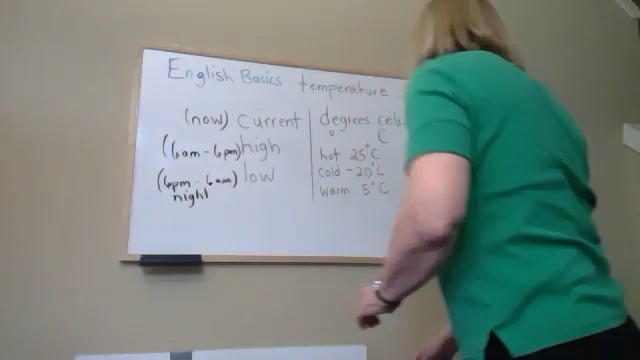 English Basics temperature
(now) current
(6am - 6pm) high
(6pm - 6am) low
night
degrees cels
° C
hot 25°C
cold -20°C
warm 5°C